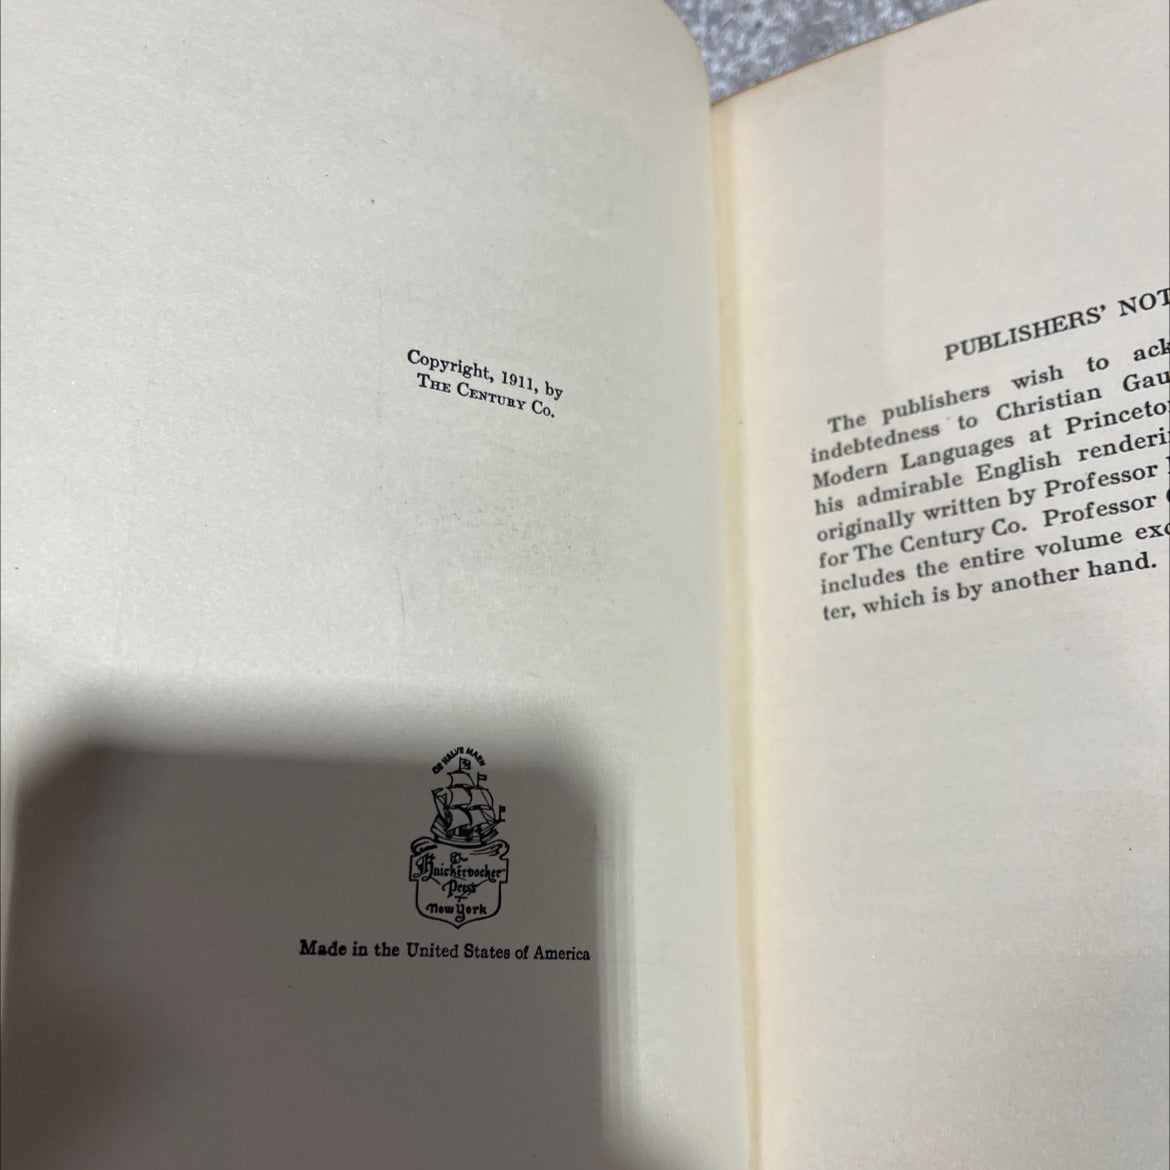 Copyright, 1911, by
THE CENTURY CO.
DE HALVE MAEN
The
Knickerbocker
Press
New York
Made in the United States of America
PUBLISHERS' NOT
The publishers wish to ack
indebtedness to Christian Gau
Modern Languages at Princeto
his admirable English renderi
originally written by Professor
for The Century Co. Professor
includes the entire volume exc
ter, which is by another hand.